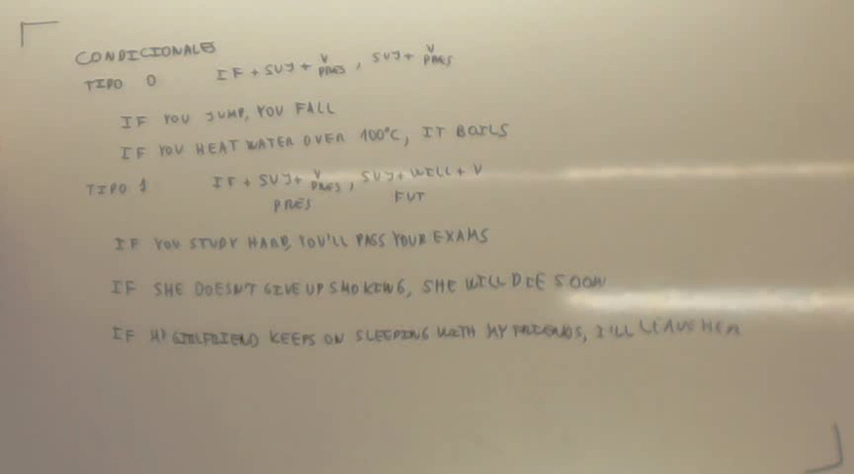 CONDICIONALES
TIPO 0 IF + SUJ + V PRES, SUJ + V PRES
IF YOU JUMP, YOU FALL
IF YOU HEAT WATER OVER 100°C, IT BOILS
TIPO 1 IF + SUJ + V PRES, SUJ + WILL + V
PRES FUT
IF YOU STUDY HARD, YOU'LL PASS YOUR EXAMS
IF SHE DOESN'T GIVE UP SMOKING, SHE WILL DIE SOON
IF MY GIRLFRIEND KEEPS ON SLEEPING WITH MY FRIENDS, I'LL LEAVE HER